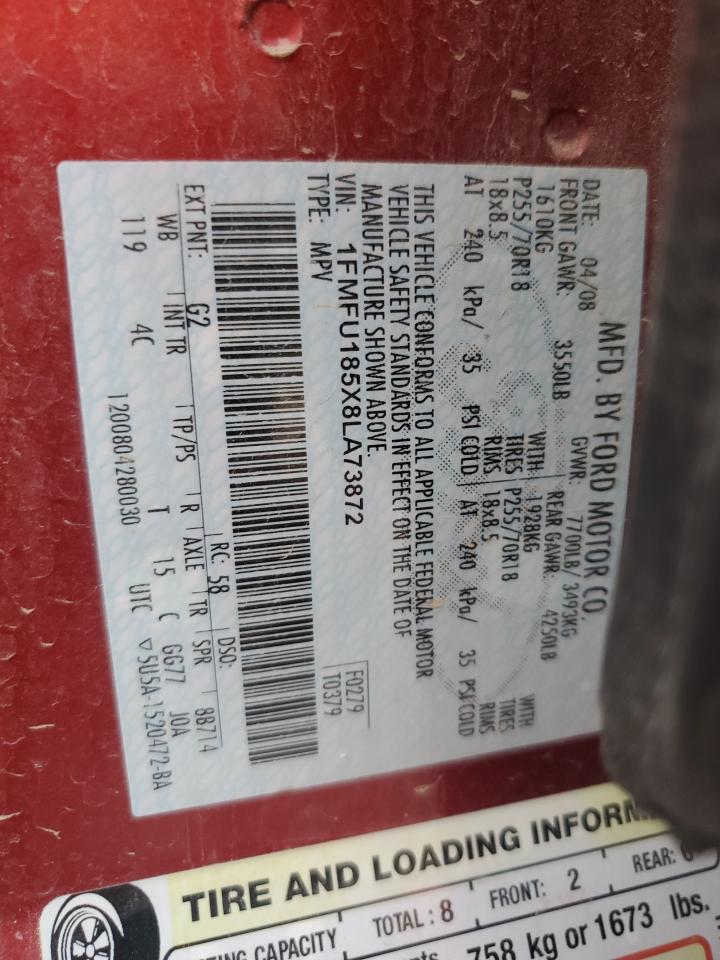 MFD. BY FORD MOTOR CO.
DATE: 04/08 GVWR: 7700LB/3493KG
FRONT GAWR: 3550LB REAR GAWR: 4250LB
1610KG WITH 1928KG WITH
P255/70R18 TIRES P255/70R18 TIRES
18x8.5 RIMS 18x8.5 RIMS
AT 240 kPa/ 35 PSI COLD AT 240 kPa/ 35 PSI COLD
THIS VEHICLE CONFORMS TO ALL APPLICABLE FEDERAL MOTOR
VEHICLE SAFETY STANDARDS IN EFFECT ON THE DATE OF
MANUFACTURE SHOWN ABOVE.
VIN: 1FMFU185X8LA73872 F0279
TYPE: MPV T0379
EXT PNT: G2 RC: 58 DSO:
WB INT TR TP/PS R AXLE TR SPR 8B714
119 4C T 15 C GG77 JOA
1200804280030 UTC ▽5U5A-1520472-BA
TIRE AND LOADING
CAPACITY TOTAL : 8 FRONT: 2 REAR:
758 kg or 1673 lbs.